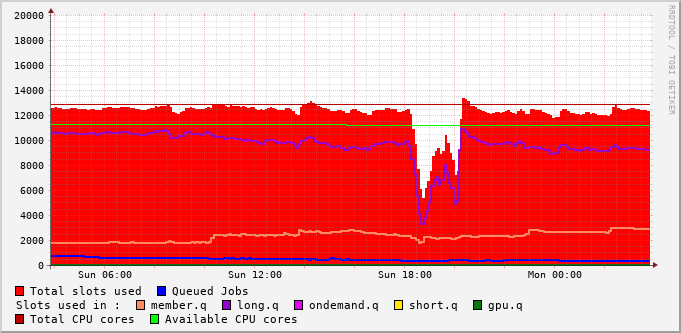 20000
18000
16000
14000
12000
10000
8000
6000
4000
2000
0
Sun 06:00 Sun 12:00 Sun 18:00 Mon 00:00
RRDTOOL / TOBI OETIKER
Total slots used Queued Jobs
Slots used in : member.q long.q ondemand.q short.q gpu.q
Total CPU cores Available CPU cores